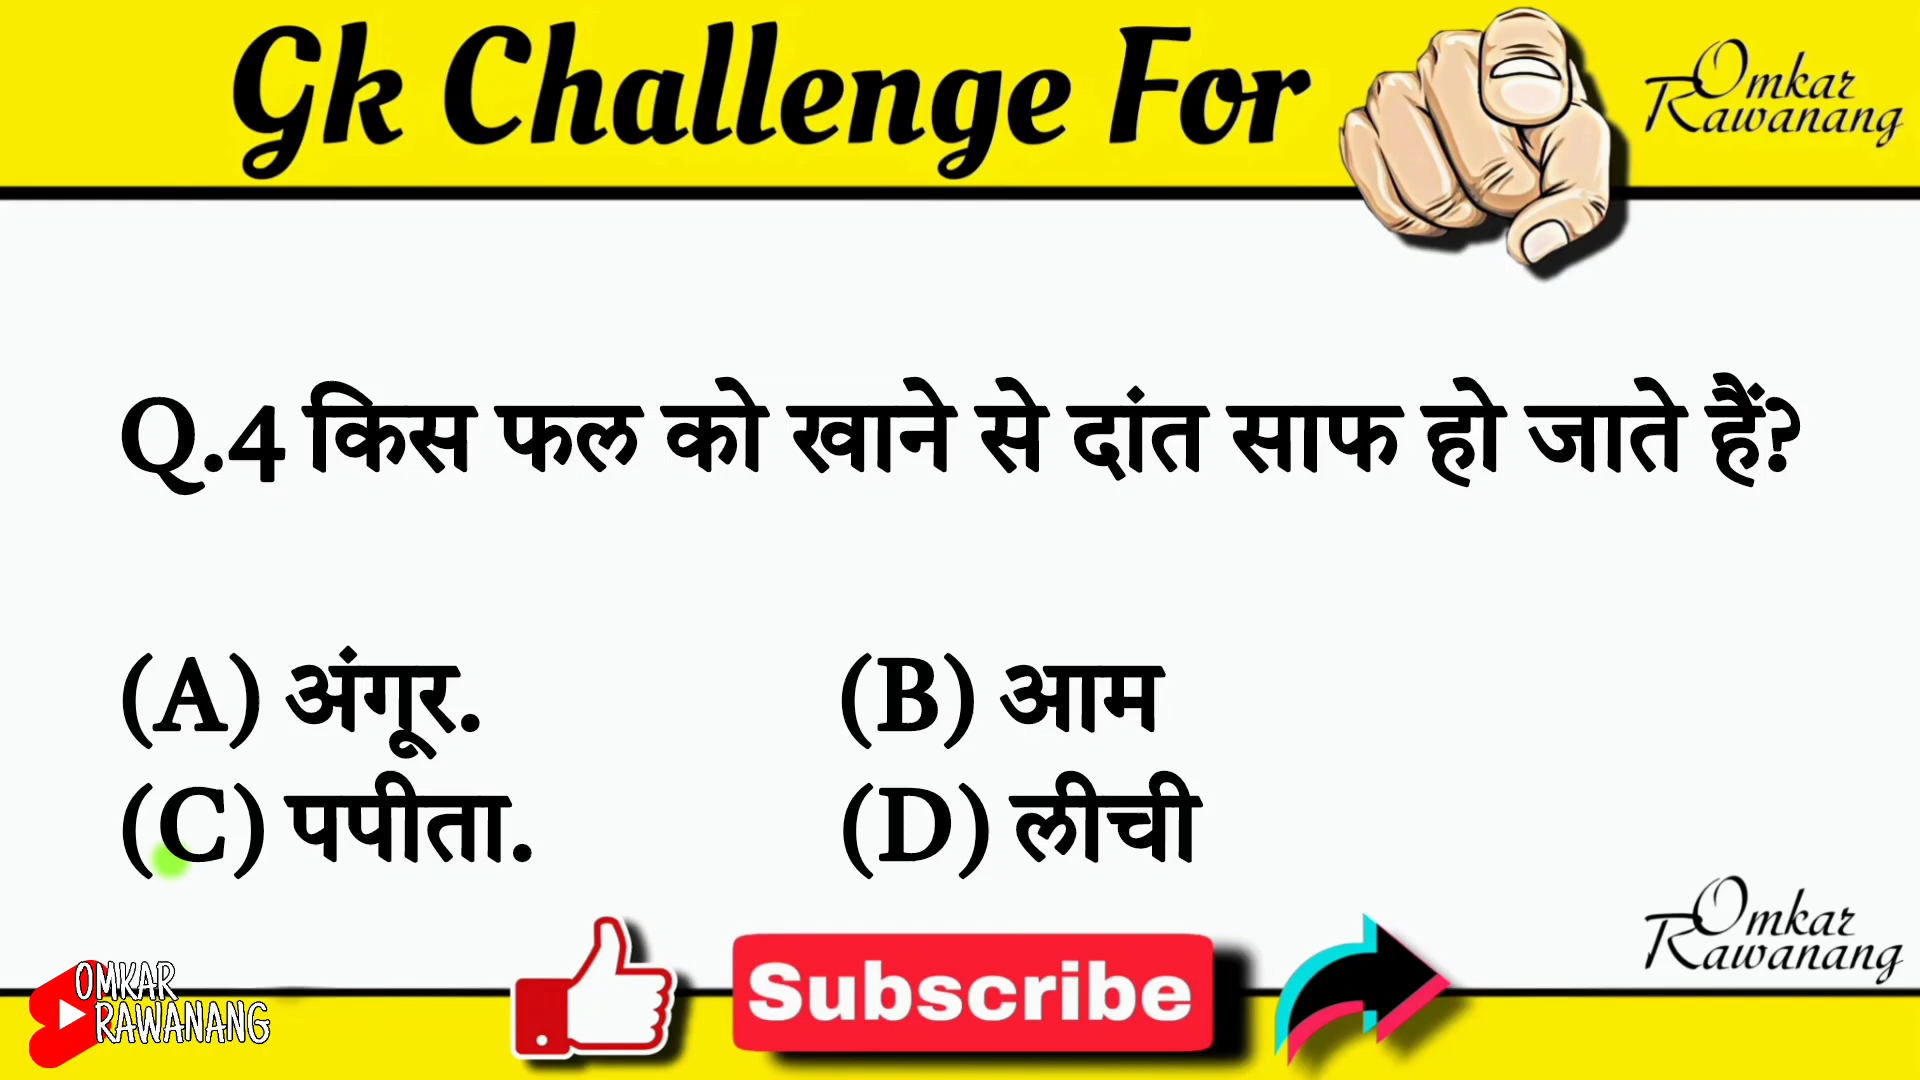 Gk Challenge For
Omkar
Rawanang
Q.4 किस फल को खाने से दांत साफ हो जाते हैं?
(A) अंगूर. (B) आम
(C) पपीता. (D) लीची
Omkar
Rawanang
OMKAR
RAWANANG
Subscribe